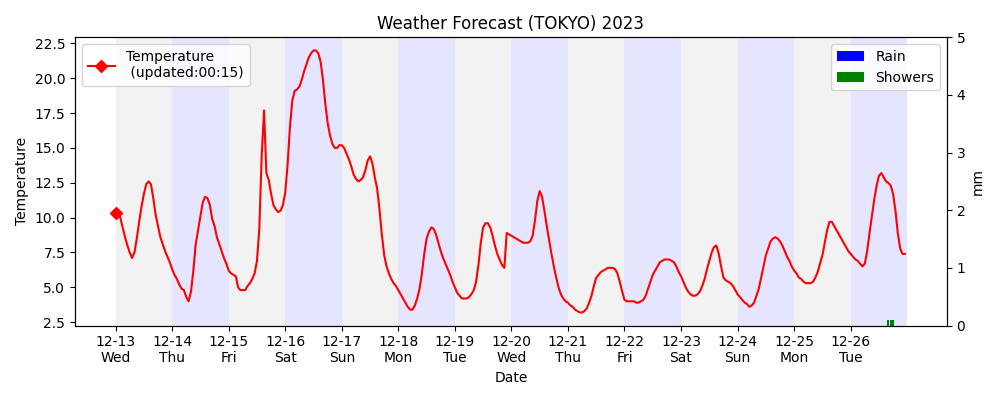 Weather Forecast (TOKYO) 2023
Temperature
(updated:00:15)
Rain
Showers
Temperature
22.5
20.0
17.5
15.0
12.5
10.0
7.5
5.0
2.5
5
4
3
2
1
0
mm
12-13 12-14 12-15 12-16 12-17 12-18 12-19 12-20 12-21 12-22 12-23 12-24 12-25 12-26
Wed Thu Fri Sat Sun Mon Tue Wed Thu Fri Sat Sun Mon Tue
Date